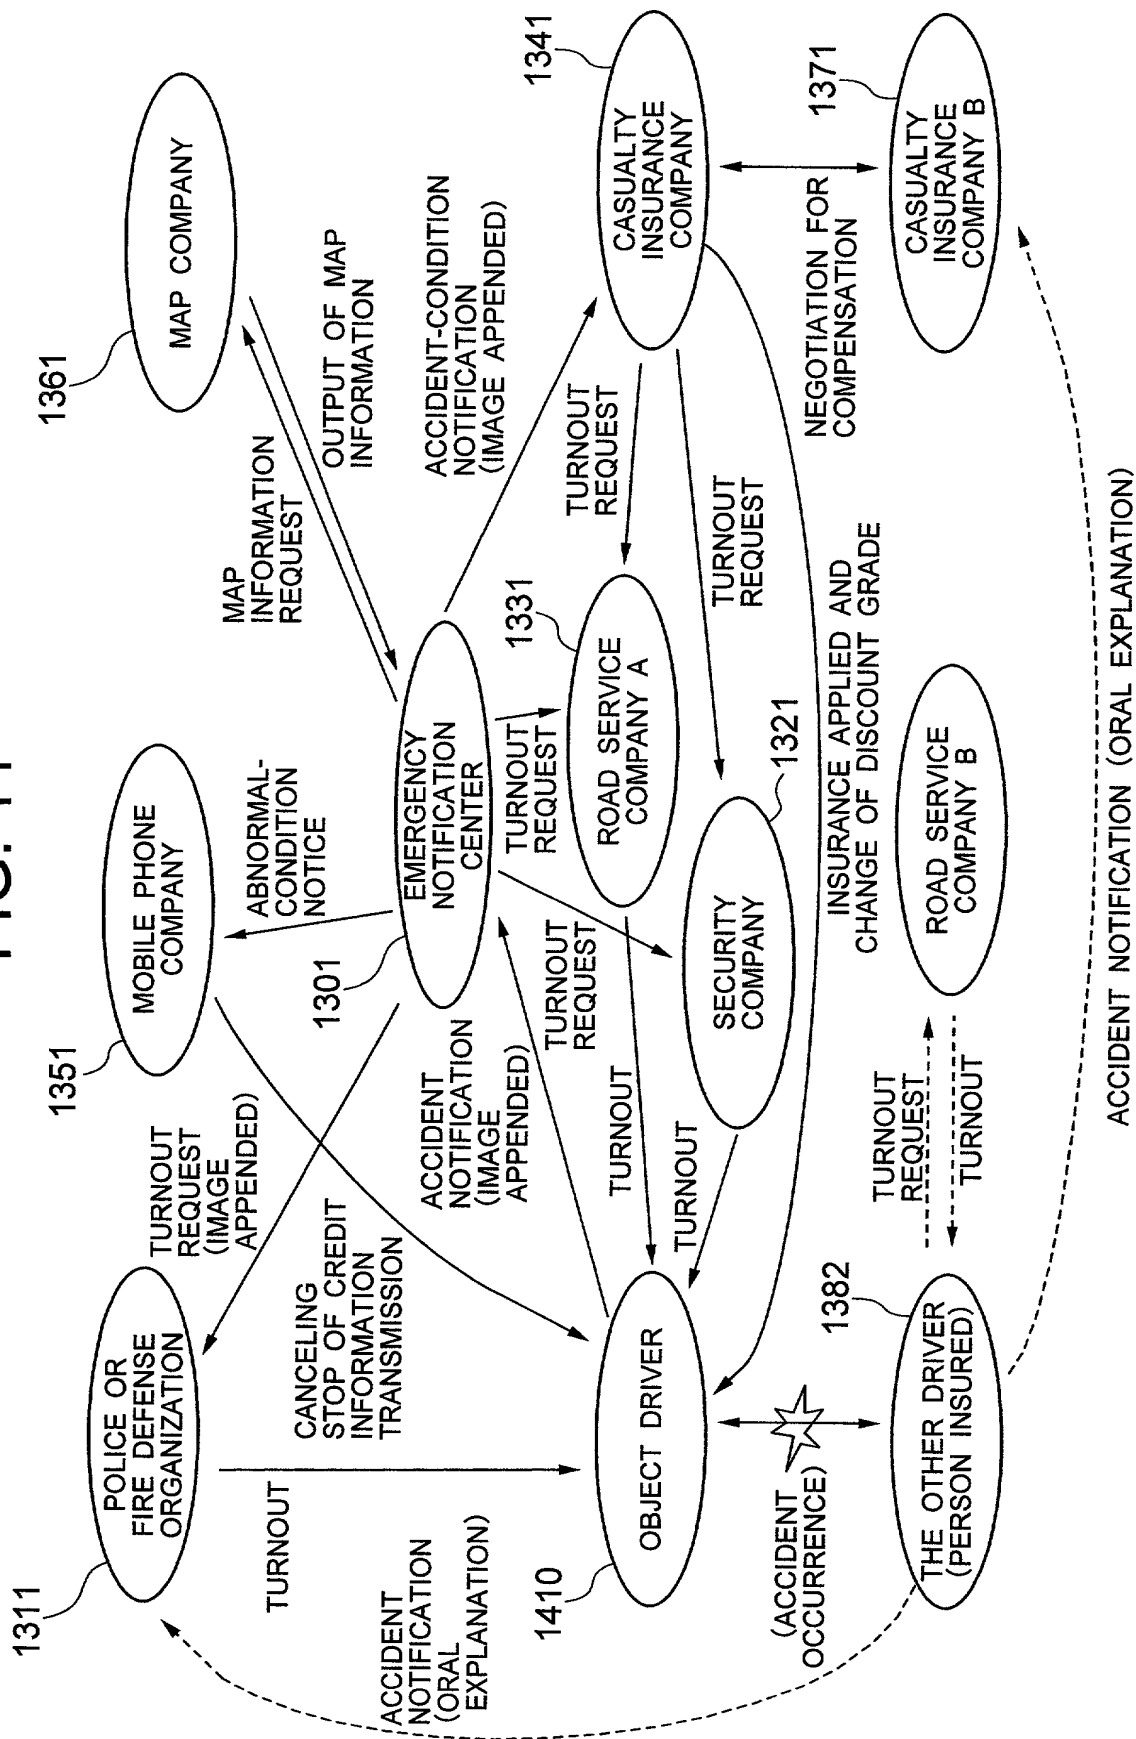 1311
POLICE OR
FIRE DEFENSE
ORGANIZATION
1351
MOBILE PHONE
COMPANY
1361
MAP COMPANY
TURNOUT
REQUEST
(IMAGE
APPENDED)
ABNORMAL-
CONDITION
NOTICE
MAP
INFORMATION
REQUEST
OUTPUT OF MAP
INFORMATION
TURNOUT
CANCELING
STOP OF CREDIT
INFORMATION
TRANSMISSION
1301
EMERGENCY
NOTIFICATION
CENTER
ACCIDENT-CONDITION
NOTIFICATION
(IMAGE APPENDED)
ACCIDENT
NOTIFICATION
(ORAL
EXPLANATION)
ACCIDENT
NOTIFICATION
(IMAGE
APPENDED)
TURNOUT
REQUEST
TURNOUT
REQUEST
1331
ROAD SERVICE
COMPANY A
TURNOUT
REQUEST
1341
CASUALTY
INSURANCE
COMPANY
1410
OBJECT DRIVER
TURNOUT
TURNOUT
SECURITY
COMPANY
1321
TURNOUT
REQUEST
(ACCIDENT
OCCURRENCE)
INSURANCE APPLIED AND
CHANGE OF DISCOUNT GRADE
NEGOTIATION FOR
COMPENSATION
1371
CASUALTY
INSURANCE
COMPANY B
1382
THE OTHER DRIVER
(PERSON INSURED)
TURNOUT
REQUEST
TURNOUT
ROAD SERVICE
COMPANY B
ACCIDENT NOTIFICATION (ORAL EXPLANATION)